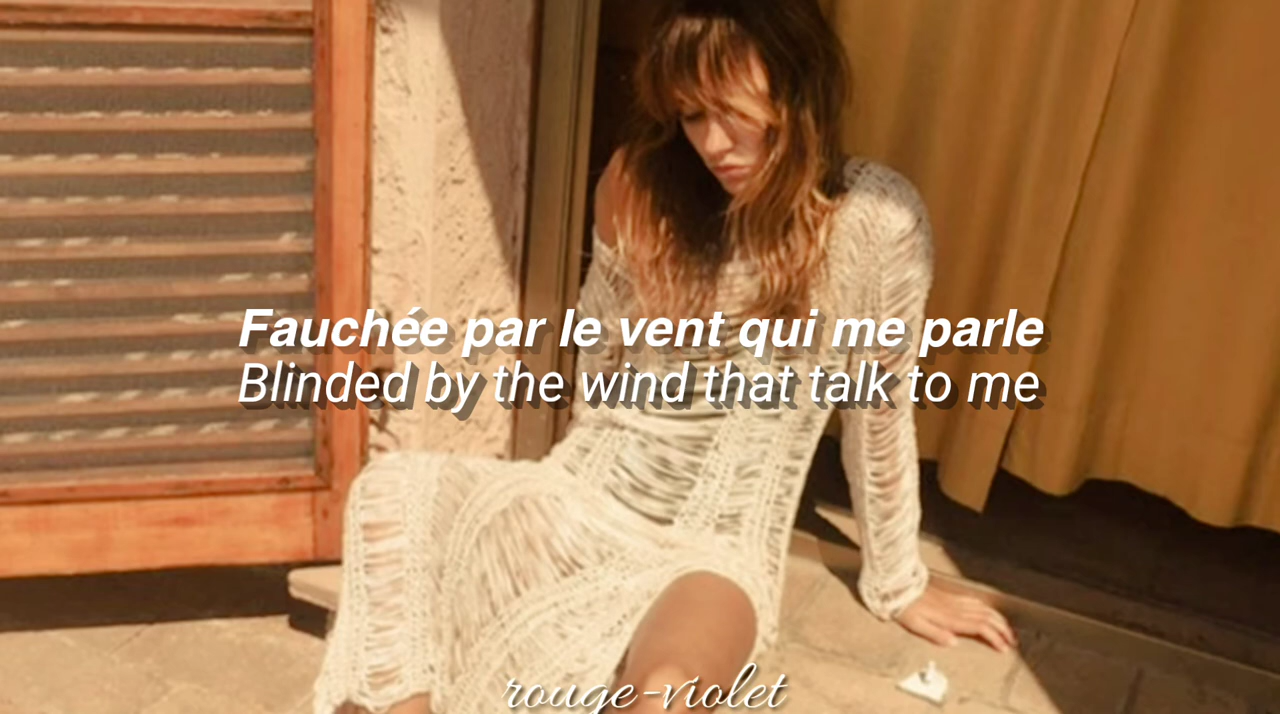 Fauchée par le vent qui me parle
Blinded by the wind that talk to me
rouge-violet